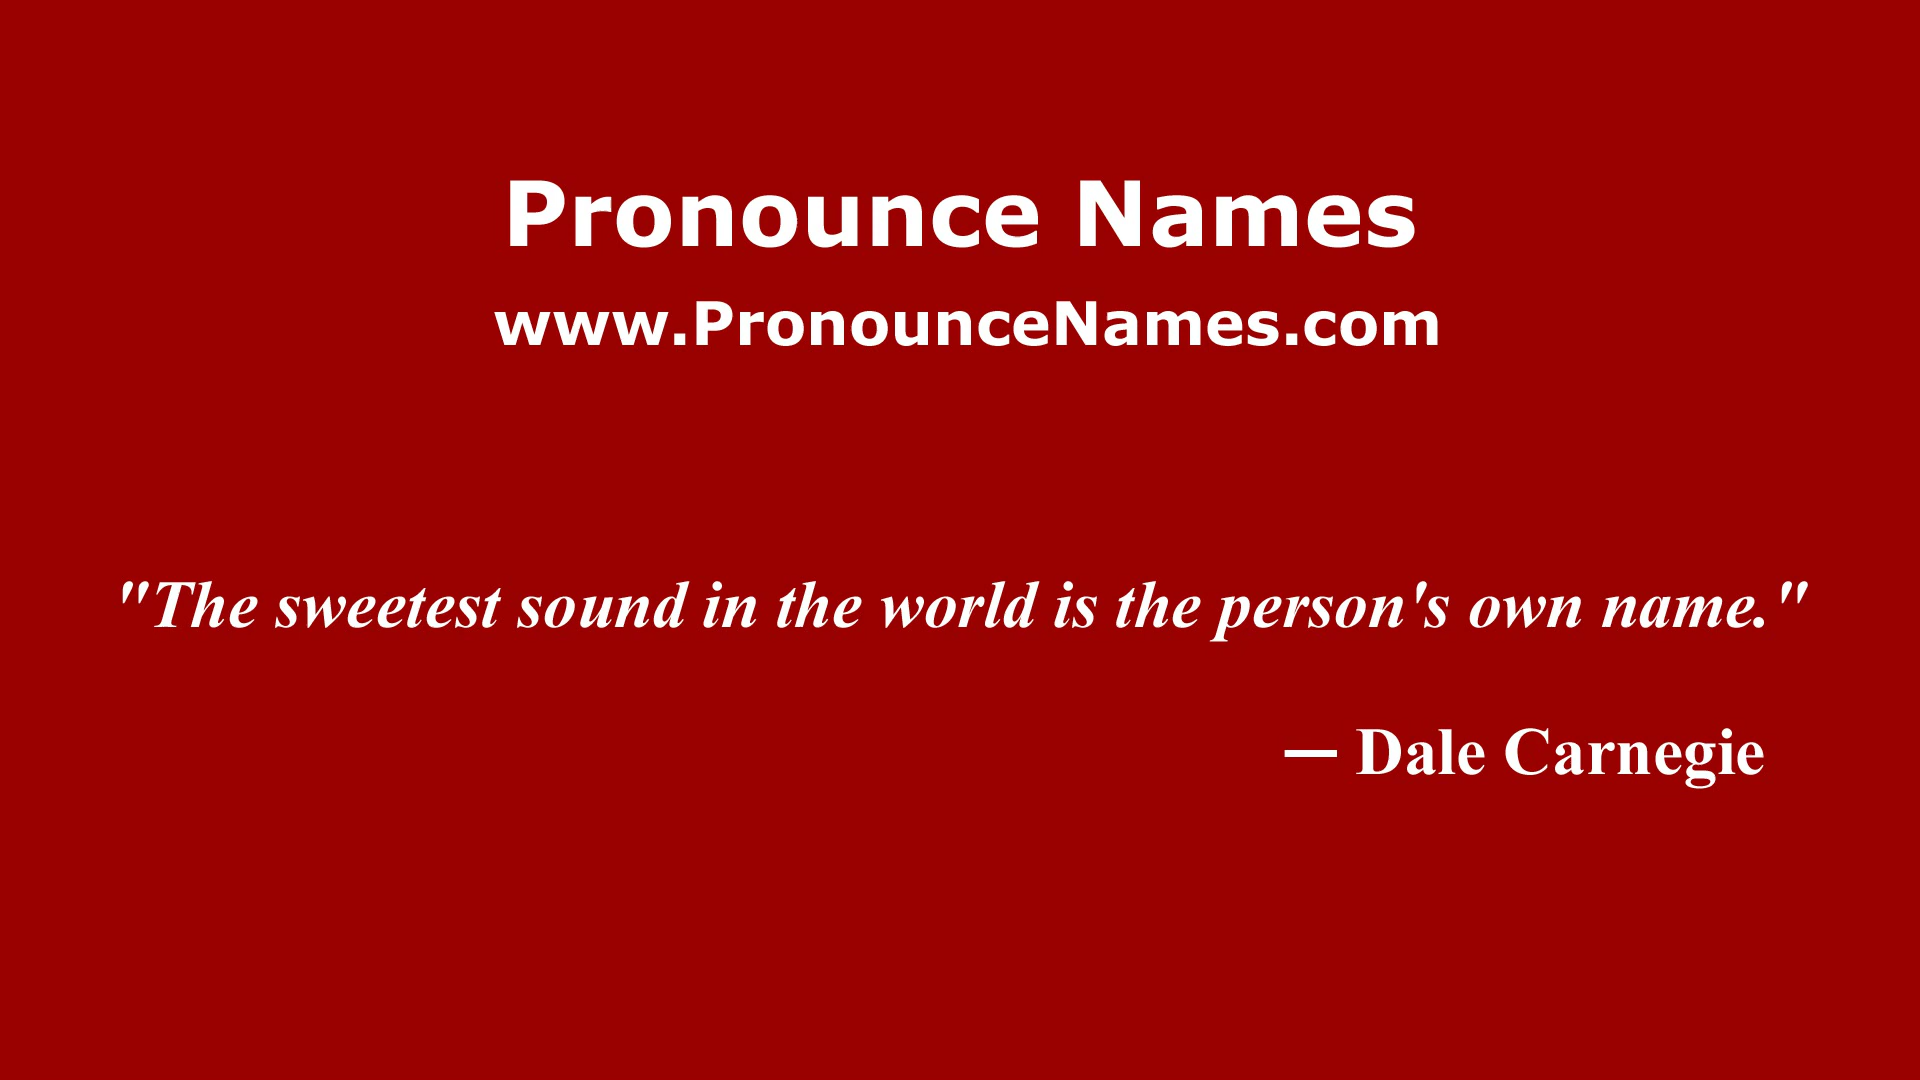 Pronounce Names
www.PronounceNames.com
"The sweetest sound in the world is the person's own name."
— Dale Carnegie